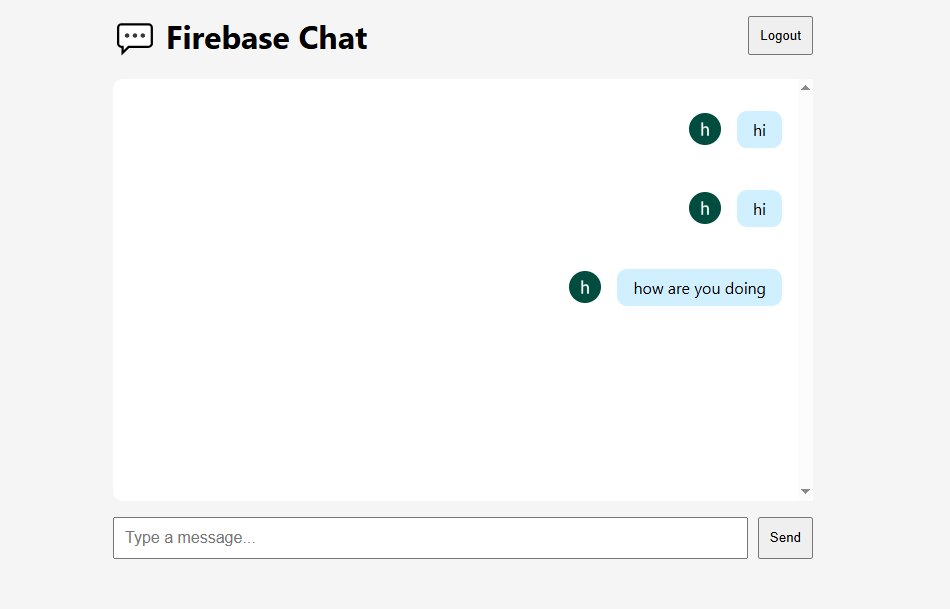 Firebase Chat
Logout
h hi
h hi
h how are you doing
Type a message...
Send